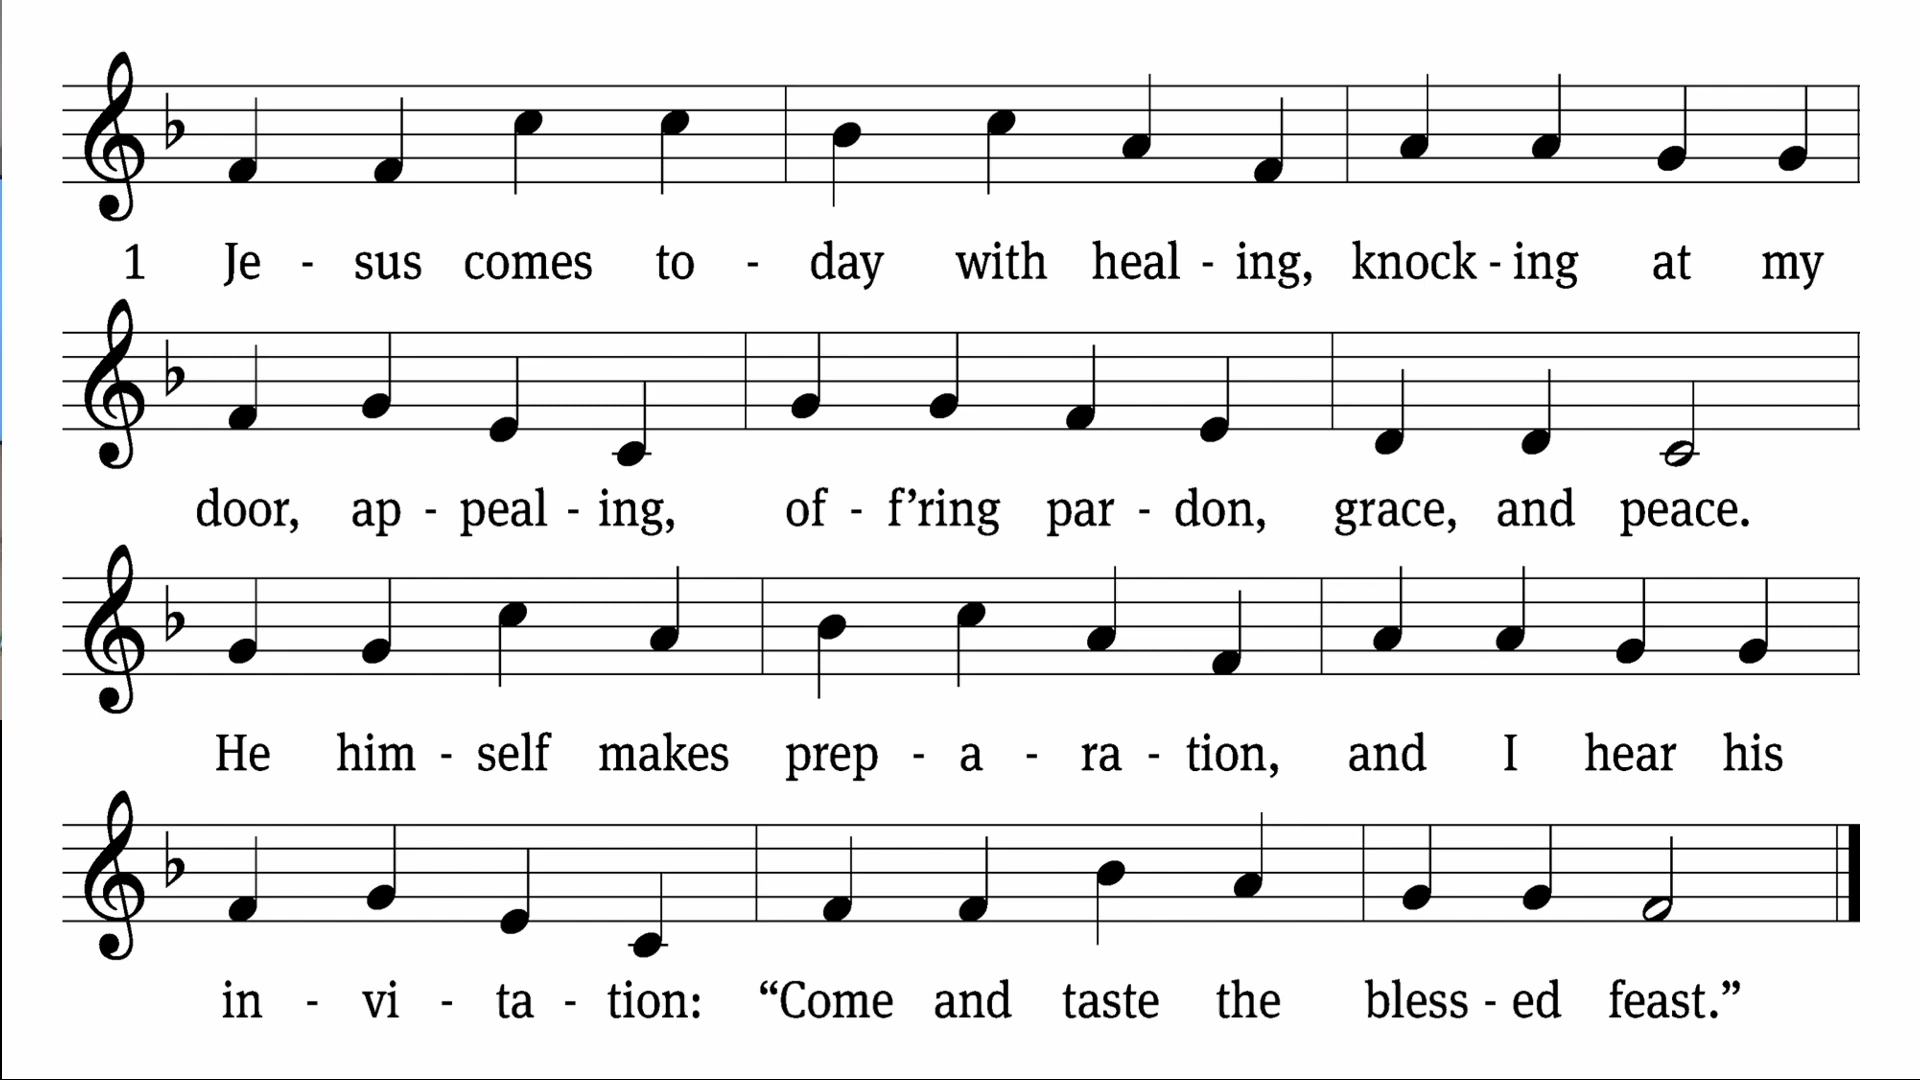 1 Je - sus comes to - day with heal - ing, knock - ing at my
door, ap - peal - ing, of - f’ring par - don, grace, and peace.
He him - self makes prep - a - ra - tion, and I hear his
in - vi - ta - tion: “Come and taste the bless - ed feast.”